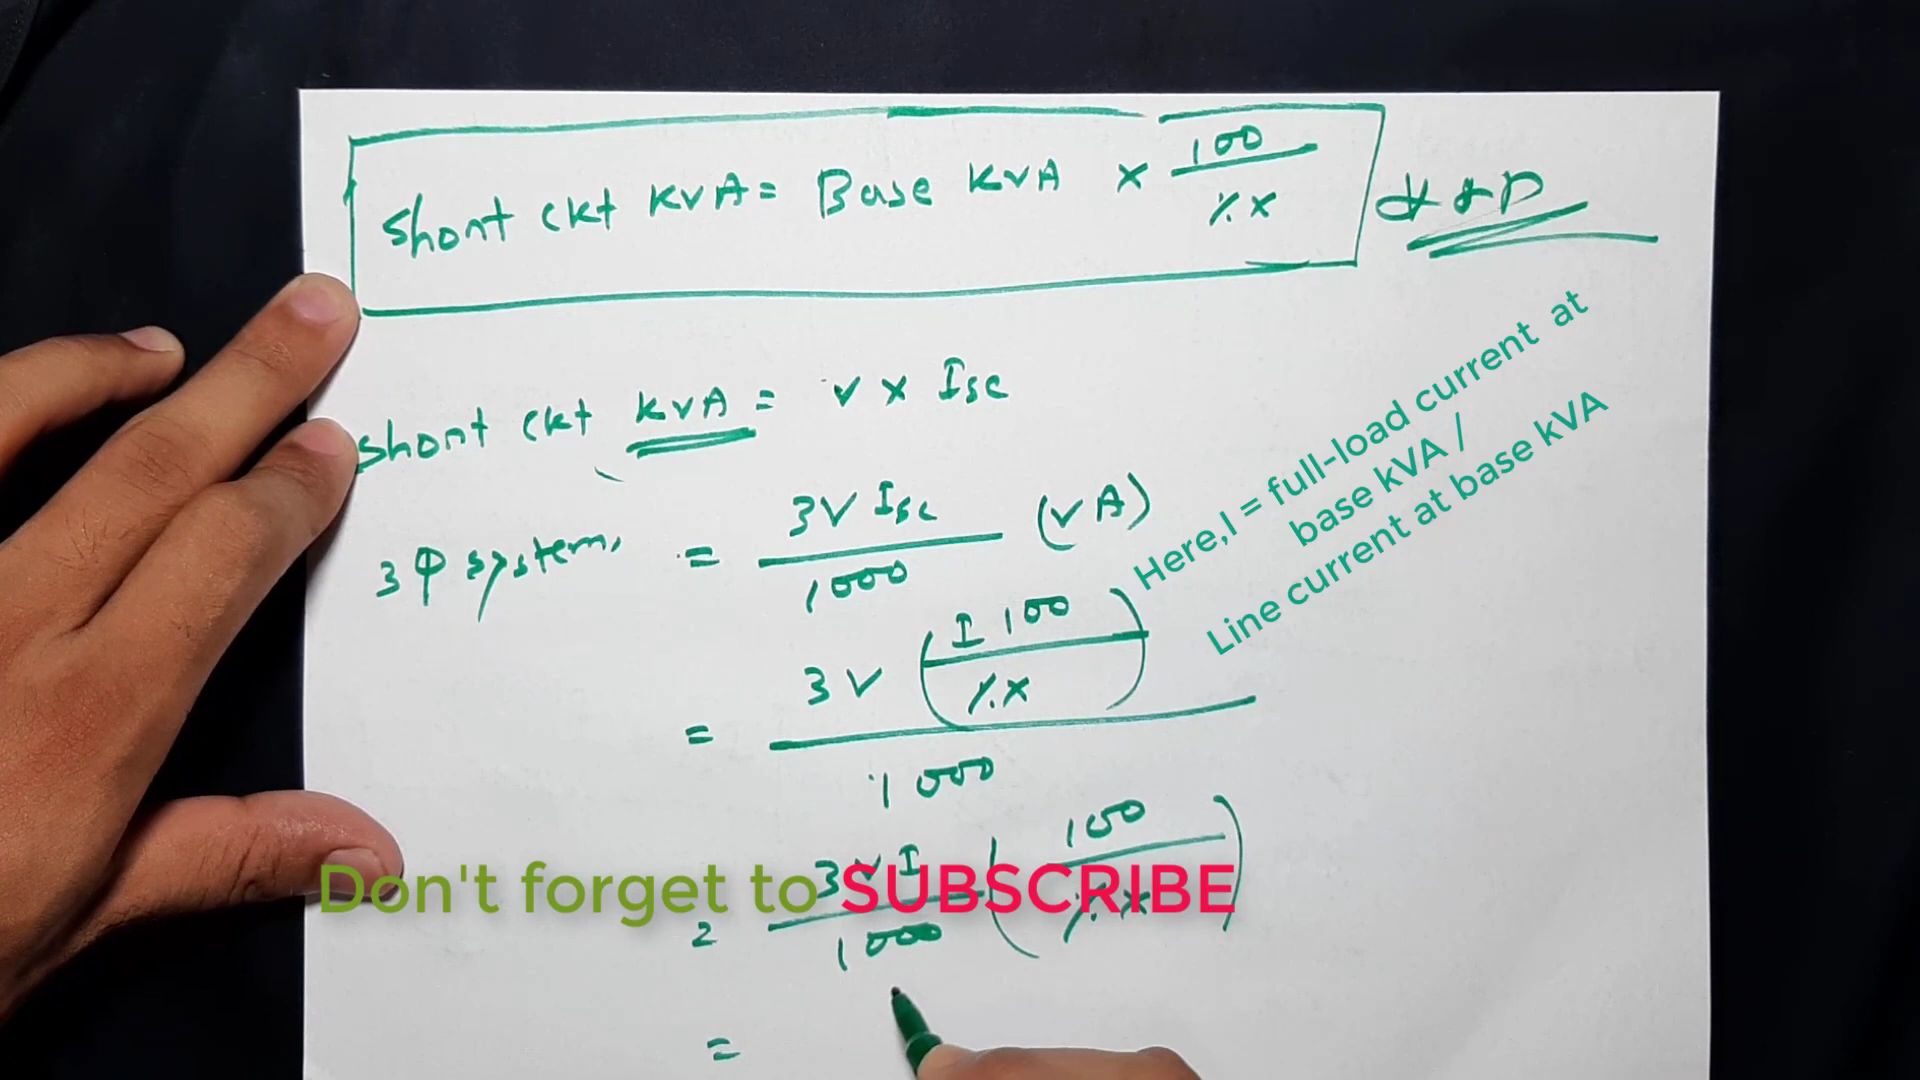 Short ckt kVA = Base kVA × 100 / %X
Short ckt kVA = V × Isc
3φ system, = 3V Isc / 1000 (VA)
= 3V (I 100 / %X) / 1000
= 3VI / 1000 (100 / %X)
=
Here,I = full-load current at
base kVA /
Line current at base kVA
Don't forget to SUBSCRIBE